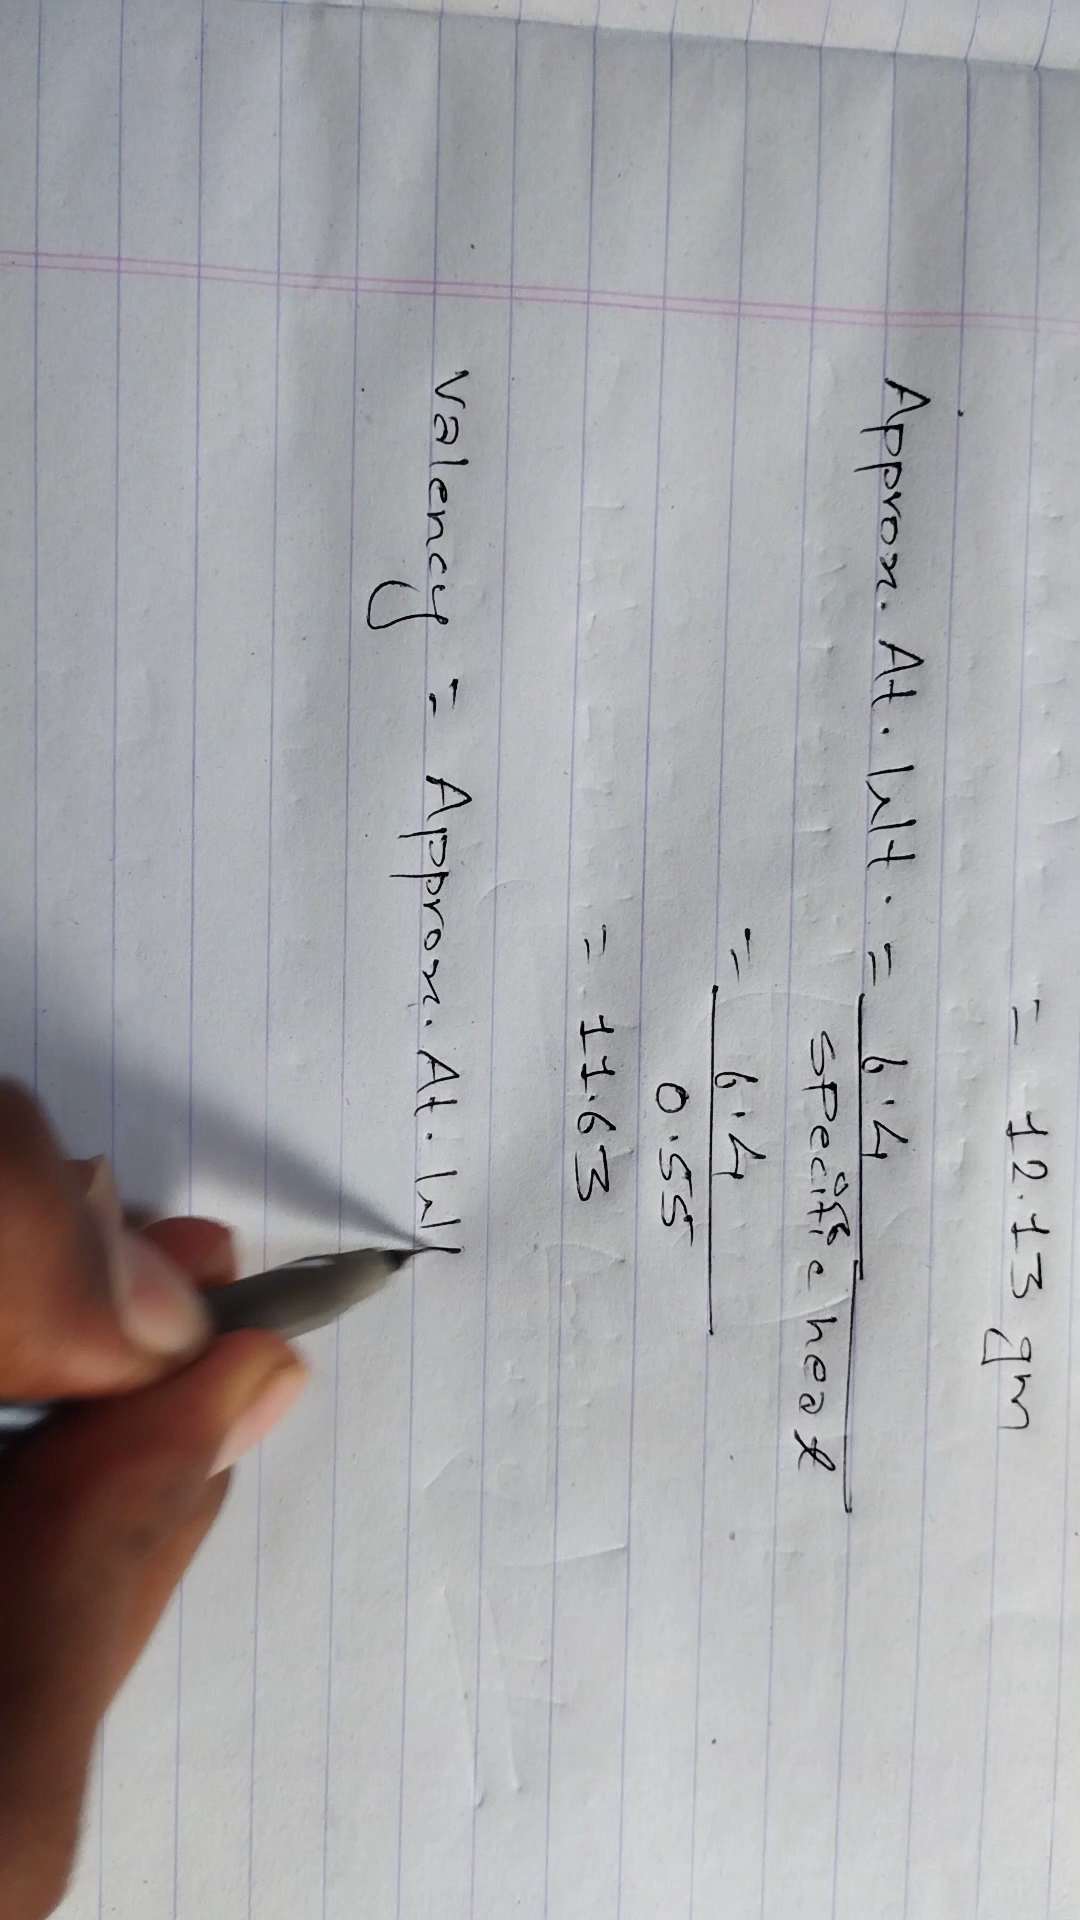 = 12.13 gm
Approx. At. Wt. = 6.4
specific heat
= 6.4
0.55
= 11.63
Valency = Approx. At. W